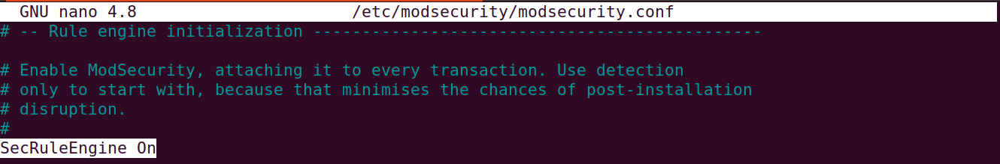 GNU nano 4.8 /etc/modsecurity/modsecurity.conf
# -- Rule engine initialization ----------------------------------------------
# Enable ModSecurity, attaching it to every transaction. Use detection
# only to start with, because that minimises the chances of post-installation
# disruption.
#
SecRuleEngine On